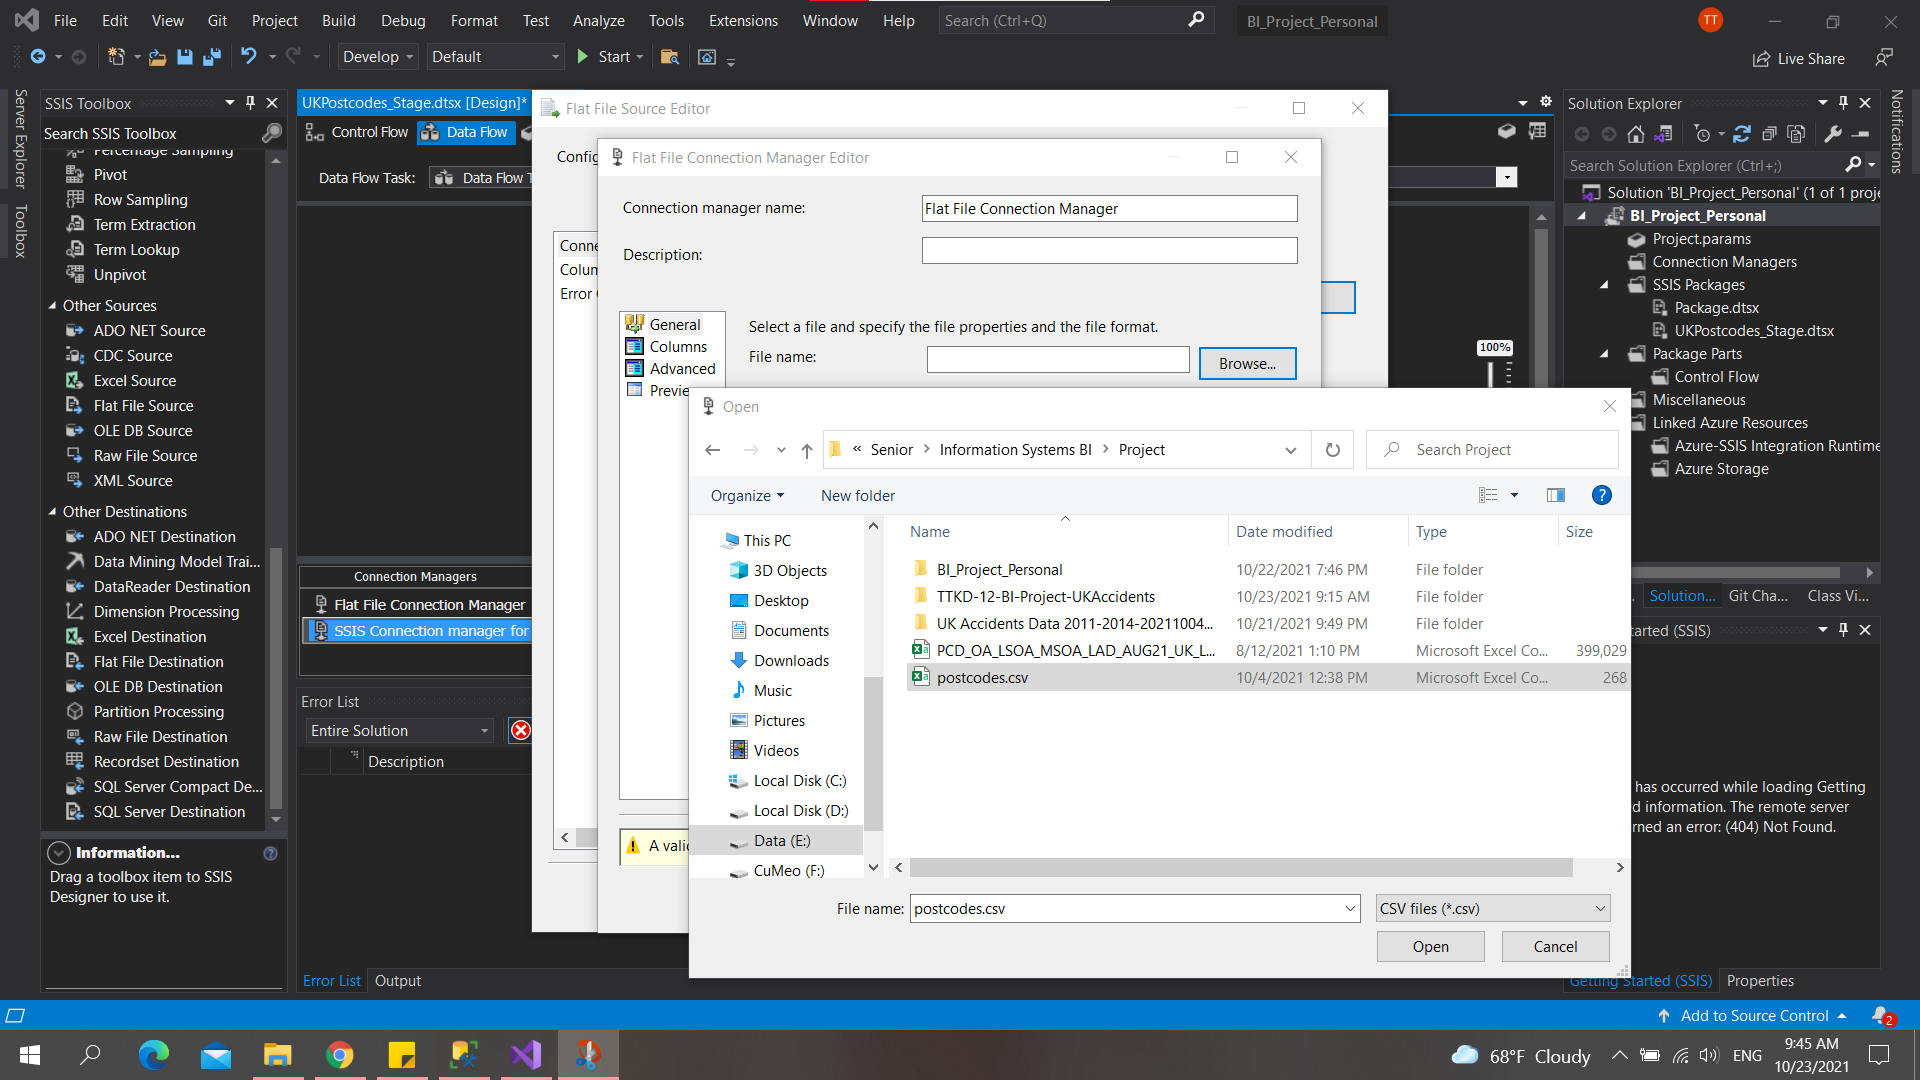 File Edit View Git Project Build Debug Format Test Analyze Tools Extensions Window Help Search (Ctrl+Q) BI_Project_Personal TT
Develop Default Start Live Share
Server Explorer
Toolbox
SSIS Toolbox
Search SSIS Toolbox
Percentage Sampling
Pivot
Row Sampling
Term Extraction
Term Lookup
Unpivot
Other Sources
ADO NET Source
CDC Source
Excel Source
Flat File Source
OLE DB Source
Raw File Source
XML Source
Other Destinations
ADO NET Destination
Data Mining Model Trai...
DataReader Destination
Dimension Processing
Excel Destination
Flat File Destination
OLE DB Destination
Partition Processing
Raw File Destination
Recordset Destination
SQL Server Compact De...
SQL Server Destination
Information...
Drag a toolbox item to SSIS
Designer to use it.
UKPostcodes_Stage.dtsx [Design]*
Control Flow Data Flow
Data Flow Task: Data Flow T
100%
Connection Managers
Flat File Connection Manager
SSIS Connection manager for
Error List
Entire Solution
Description
Error List Output
Flat File Source Editor
Config
Conne
Colum
Error
Flat File Connection Manager Editor
Connection manager name: Flat File Connection Manager
Description:
General
Columns
Advanced
Previe
Select a file and specify the file properties and the file format.
File name: Browse...
A valid
Open
« Senior > Information Systems BI > Project Search Project
Organize New folder
This PC
3D Objects
Desktop
Documents
Downloads
Music
Pictures
Videos
Local Disk (C:)
Local Disk (D:)
Data (E:)
CuMeo (F:)
Name Date modified Type Size
BI_Project_Personal 10/22/2021 7:46 PM File folder
TTKD-12-BI-Project-UKAccidents 10/23/2021 9:15 AM File folder
UK Accidents Data 2011-2014-20211004... 10/21/2021 9:49 PM File folder
PCD_OA_LSOA_MSOA_LAD_AUG21_UK_L... 8/12/2021 1:10 PM Microsoft Excel Co... 399,029
postcodes.csv 10/4/2021 12:38 PM Microsoft Excel Co... 268
File name: postcodes.csv CSV files (*.csv)
Open Cancel
Solution Explorer
Search Solution Explorer (Ctrl+;)
Solution 'BI_Project_Personal' (1 of 1 proje
BI_Project_Personal
Project.params
Connection Managers
SSIS Packages
Package.dtsx
UKPostcodes_Stage.dtsx
Package Parts
Control Flow
Miscellaneous
Linked Azure Resources
Azure-SSIS Integration Runtime
Azure Storage
Solution... Git Cha... Class Vi...
tarted (SSIS)
has occurred while loading Getting
d information. The remote server
rned an error: (404) Not Found.
Getting Started (SSIS) Properties
Notifications
Add to Source Control 2
68°F Cloudy ENG 9:45 AM
10/23/2021